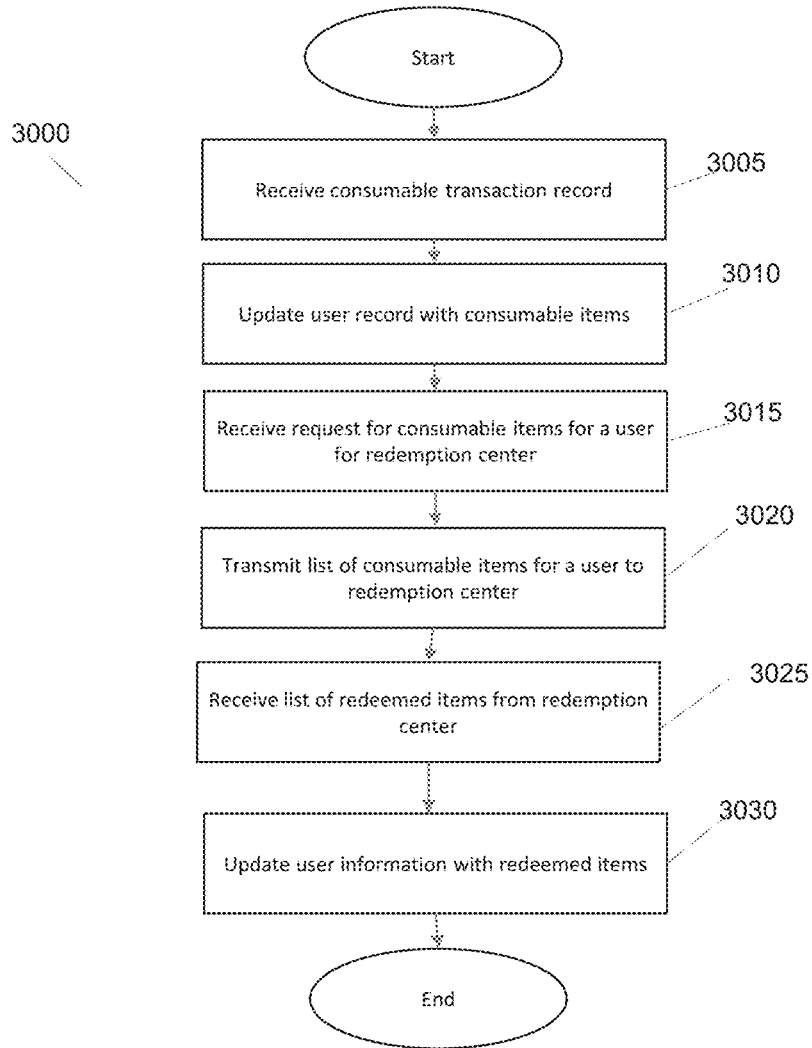 Start
3000
3005
Receive consumable transaction record
3010
Update user record with consumable items
3015
Receive request for consumable items for a user
for redemption center
3020
Transmit list of consumable items for a user to
redemption center
3025
Receive list of redeemed items from redemption
center
3030
Update user information with redeemed items
End